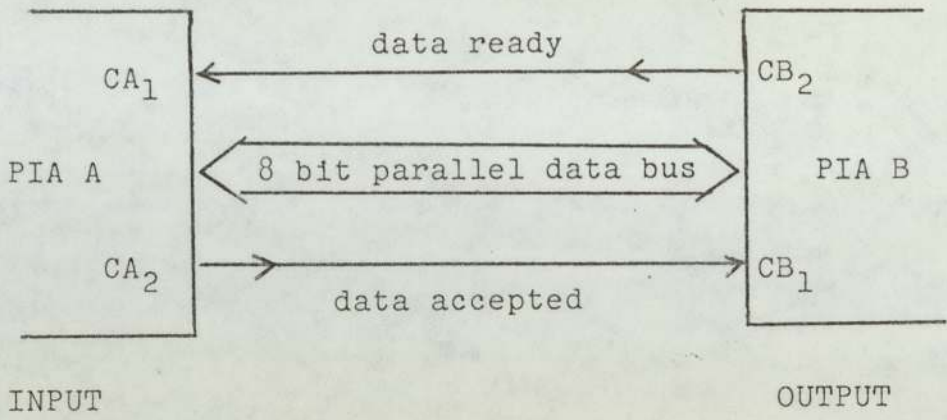 data ready
CA1
CB2
PIA A
8 bit parallel data bus
PIA B
CA2
CB1
data accepted
INPUT
OUTPUT